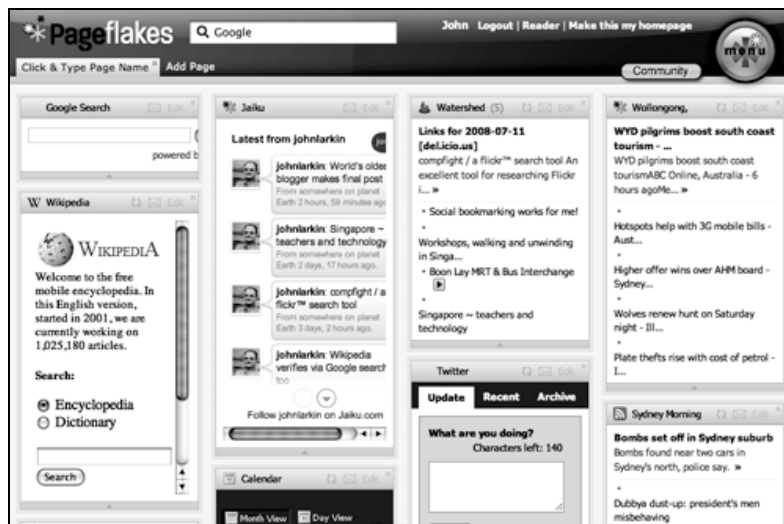 Pageflakes
Google
John Logout | Reader | Make this my homepage
menu
Click & Type Page Name
Add Page
Community
Google Search
Edit
powered b
W Wikipedia
Edit
WIKIPEDIA
Welcome to the free
mobile encyclopedia. In
this English version,
started in 2001, we are
currently working on
1,025,180 articles.
Search:
Encyclopedia
Dictionary
Search
Jaiku
Edit
Latest from johnlarkin
johnlarkin: World's oldes
blogger makes final post
From somewhere on planet
Earth 2 hours, 59 minutes ago
johnlarkin: Singapore ~
teachers and technology
From somewhere on planet
Earth 2 days, 17 hours ago.
johnlarkin: compfight / a
flickr™ search tool
From somewhere on planet
Earth 3 days, 2 hours ago.
johnlarkin: Wikipedia
verifies via Google search
too
Follow johnlarkin on Jaiku.com
Calendar
Edit
Month View
Day View
Watershed (5)
Edit
Links for 2008-07-11
[del.icio.us]
compfight / a flickr™ search tool An
excellent tool for researching Flickr
i... »
• Social bookmarking works for me!
•
Workshops, walking and unwinding
in Singa...
• Boon Lay MRT & Bus Interchange
•
Singapore ~ teachers and
technology
Twitter
Edit
Update
Recent
Archive
What are you doing?
Characters left: 140
Wollongong,
Edit
WYD pilgrims boost south coast
tourism - ...
WYD pilgrims boost south coast
tourismABC Online, Australia - 6
hours agoMe... »
•
Hotspots help with 3G mobile bills -
Aust...
•
Higher offer wins over AHM board -
Sydney...
•
Wolves renew hunt on Saturday
night - Ill...
•
Plate thefts rise with cost of petrol -
I...
Sydney Morning
Edit
Bombs set off in Sydney suburb
Bombs found near two cars in
Sydney's north, police say. »
•
Dubbya dust-up: president's men
misbehaving